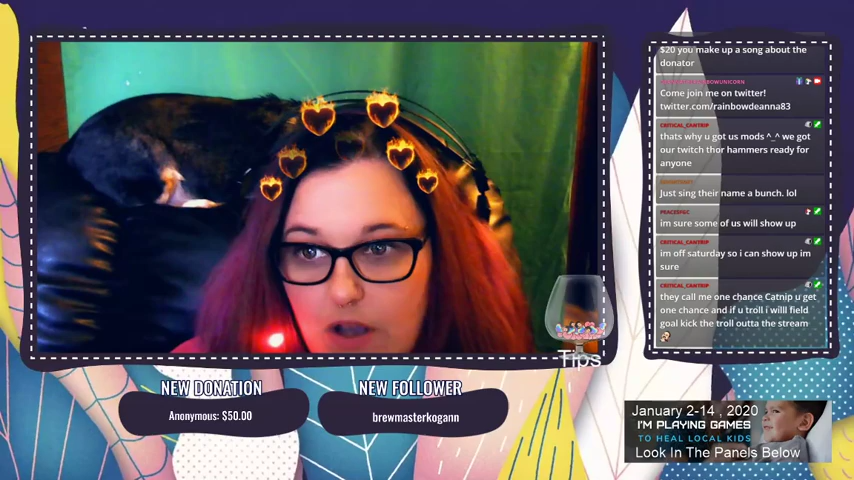 $20 you make up a song about the
donator
Come join me on twitter!
twitter.com/rainbowdeanna83
CRITICAL_CANTRIP
thats why u got us mods ^_^ we got
our twitch thor hammers ready for
anyone
Just sing their name a bunch. lol
im sure some of us will show up
CRITICAL_CANTRIP
im off saturday so i can show up im
sure
CRITICAL_CANTRIP
they call me one chance Catnip u get
one chance and if u troll i willl field
goal kick the troll outta the stream
Tips
NEW DONATION
Anonymous: $50.00
NEW FOLLOWER
brewmasterkogann
January 2-14 , 2020
I'M PLAYING GAMES
TO HEAL LOCAL KIDS
Look In The Panels Below